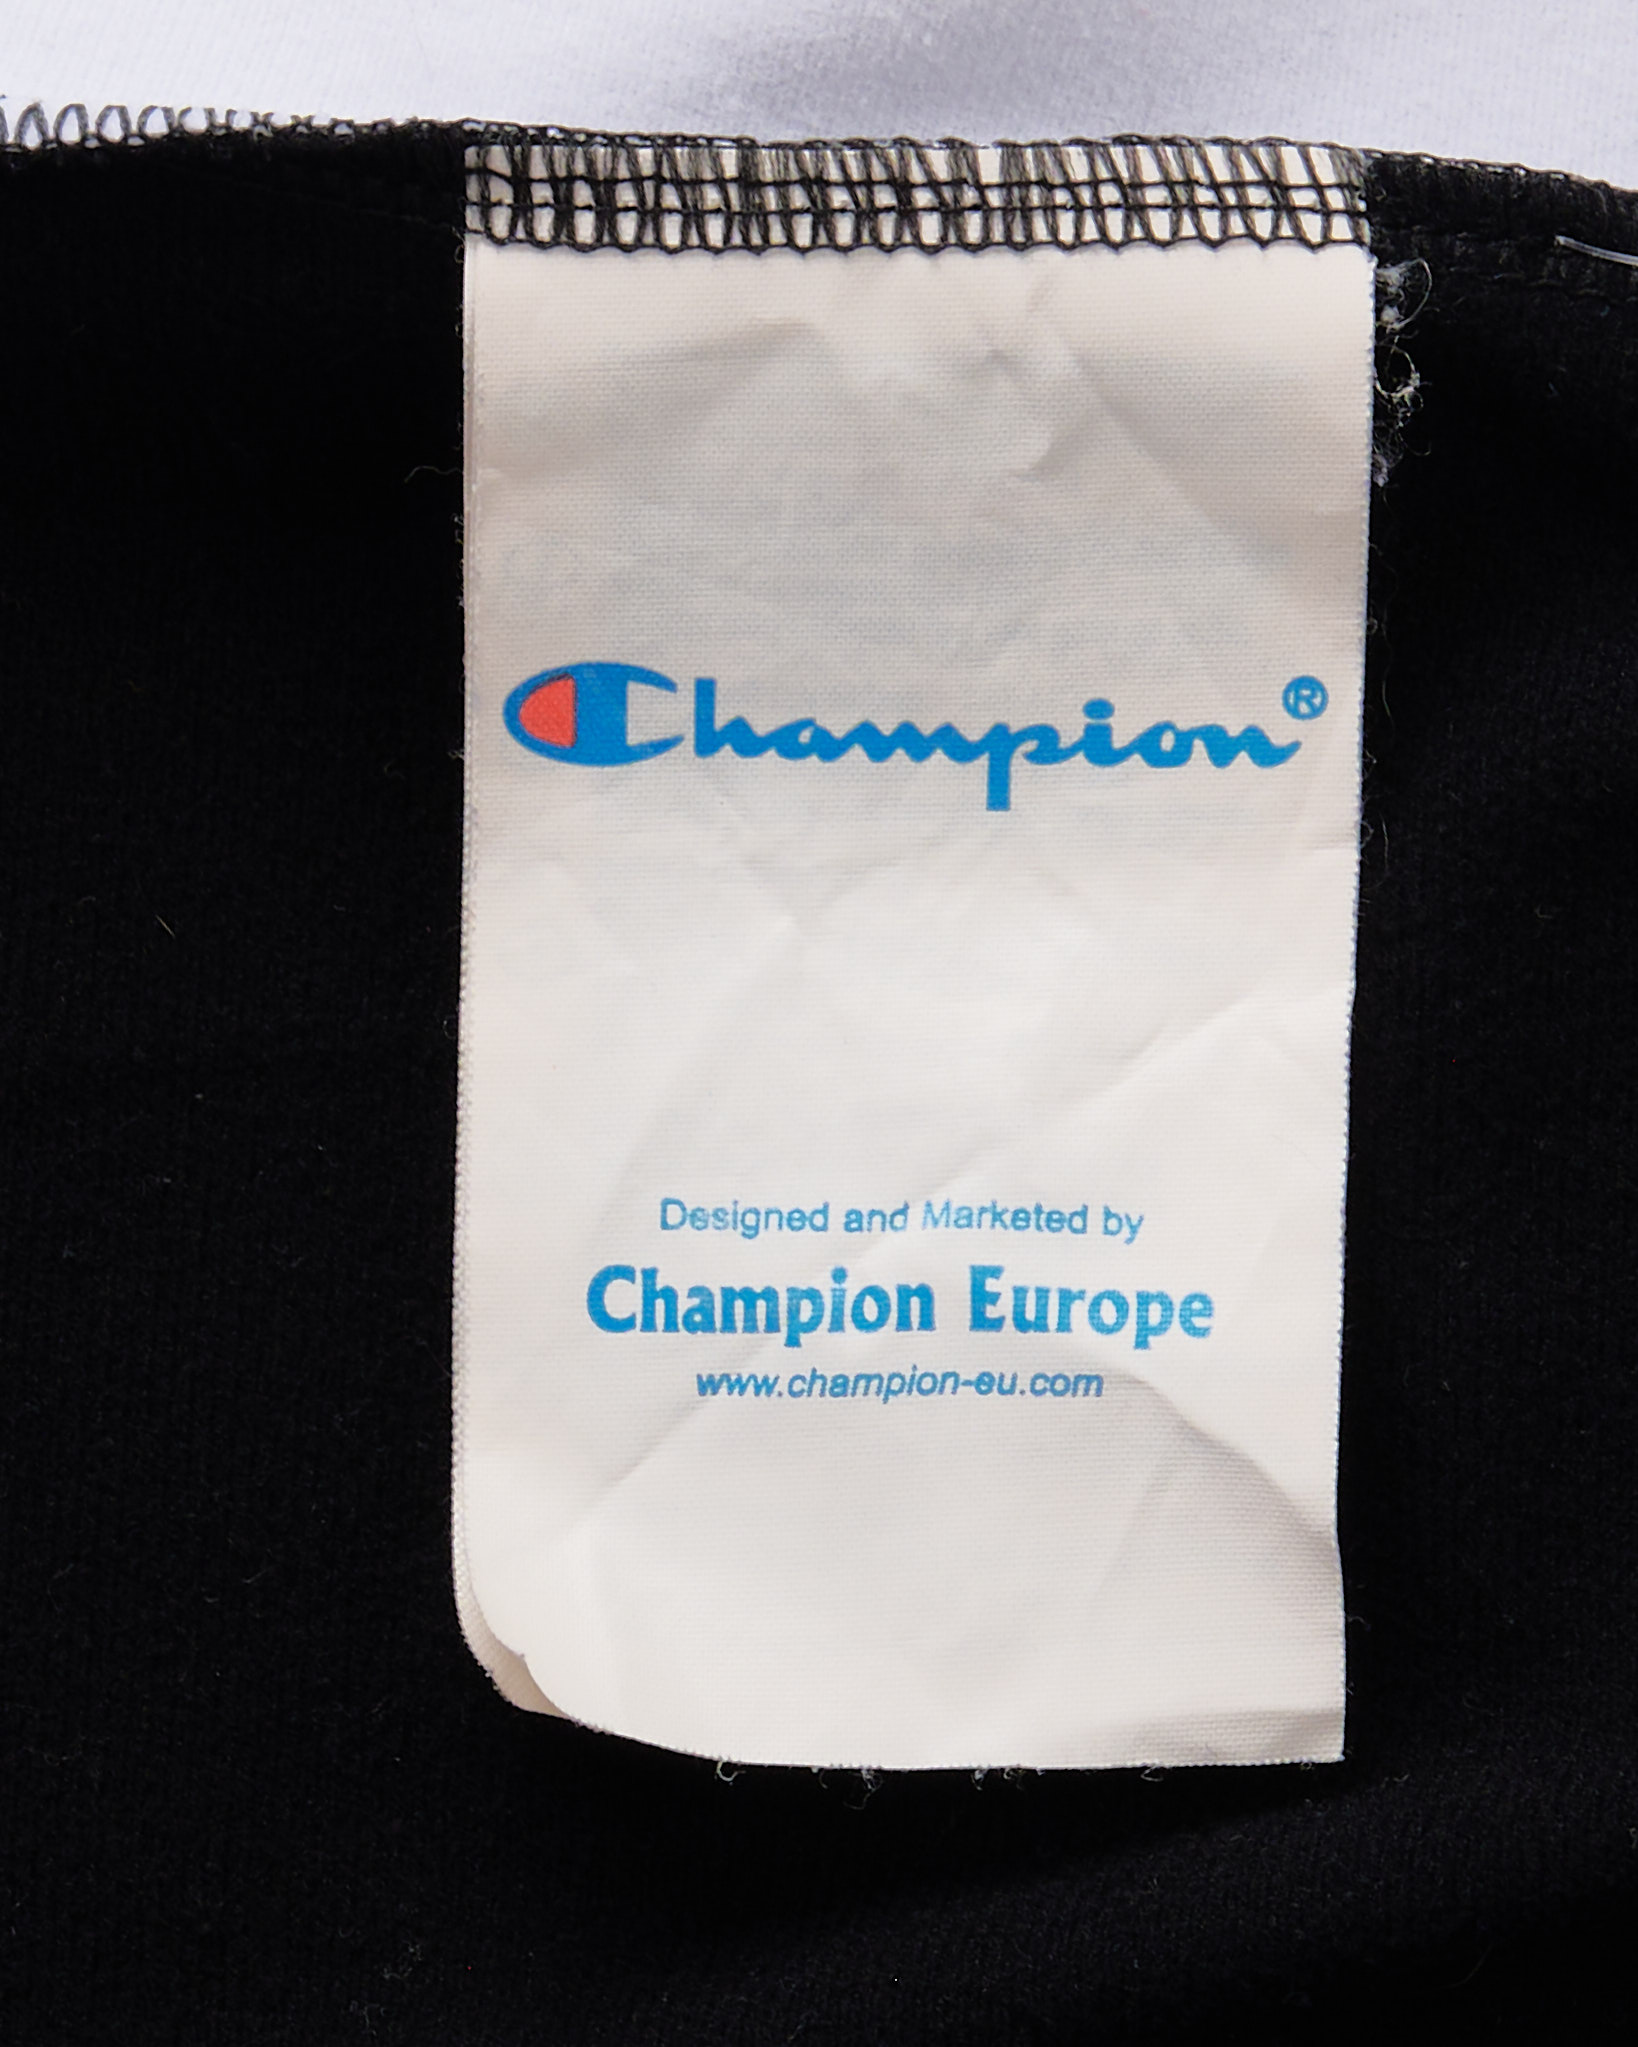 Champion®
Designed and Marketed by
Champion Europe
www.champion-eu.com